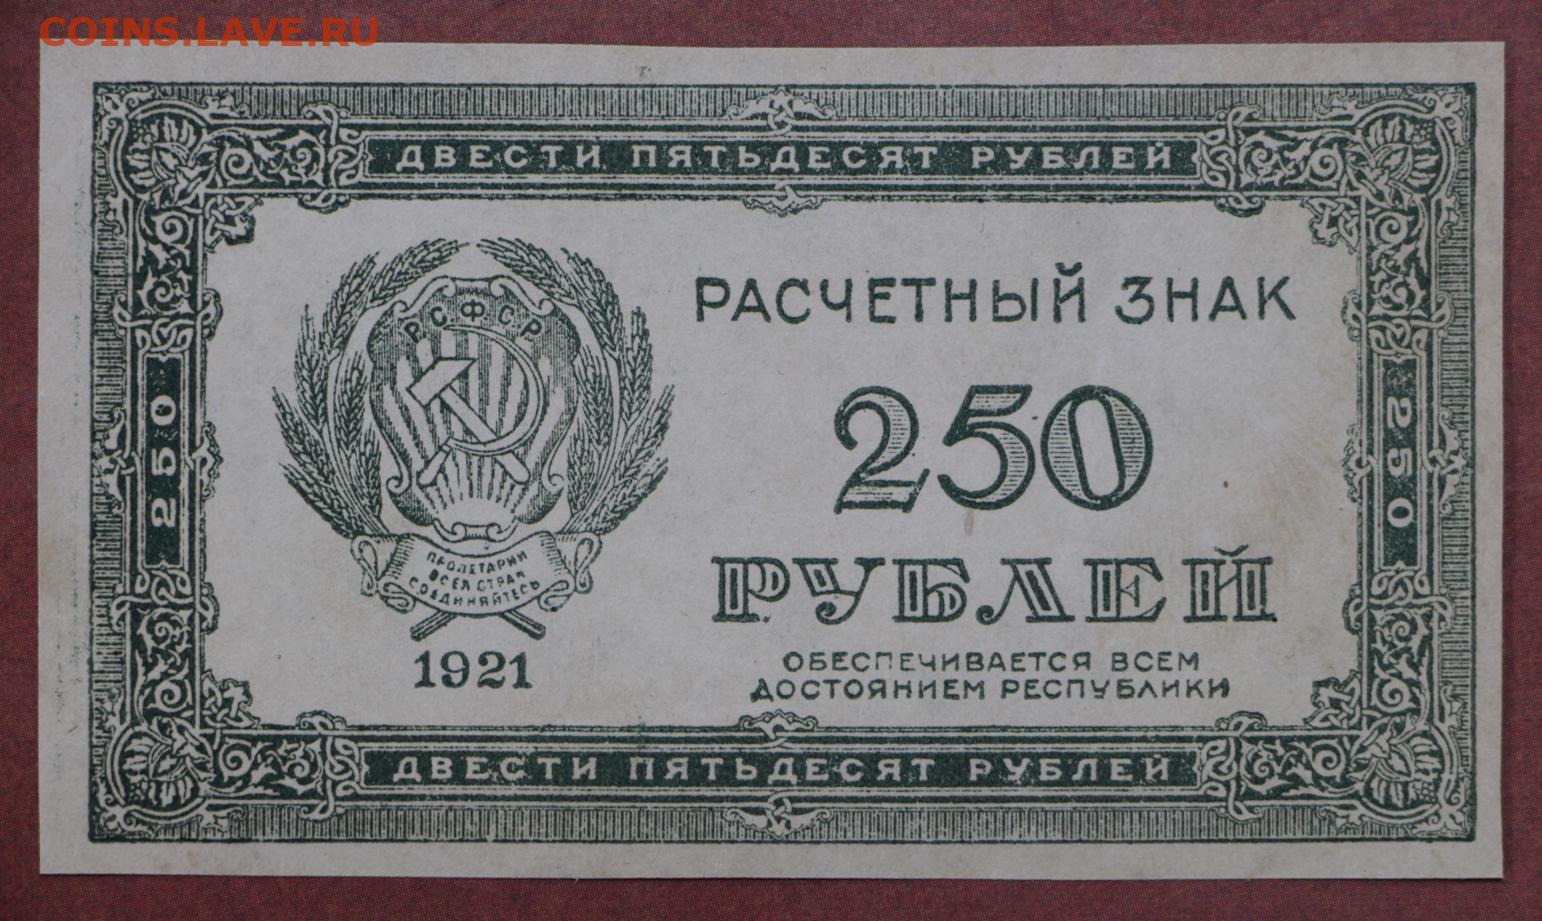 COINS.LAVE.RU
ДВЕСТИ ПЯТЬДЕСЯТ РУБЛЕЙ
РСФСР
РАСЧЕТНЫЙ ЗНАК
250
250
250
РУБЛЕЙ
ПРОЛЕТАРИИ
ВСЕХ СТРАН
СОЕДИНЯЙТЕСЬ
1921
ОБЕСПЕЧИВАЕТСЯ ВСЕМ
ДОСТОЯНИЕМ РЕСПУБЛИКИ
ДВЕСТИ ПЯТЬДЕСЯТ РУБЛЕЙ